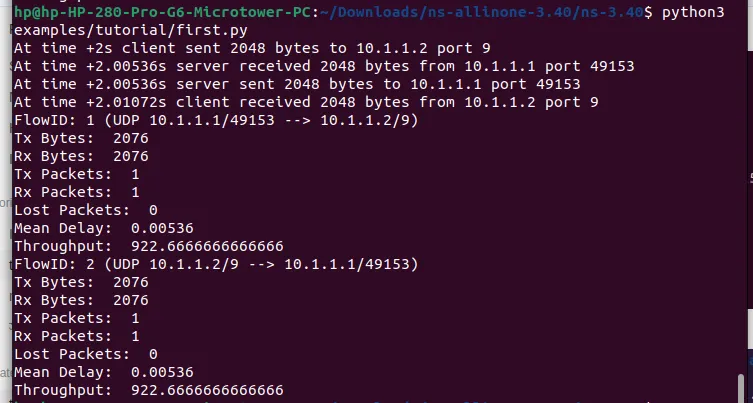 hp@hp-HP-280-Pro-G6-Microtower-PC:~/Downloads/ns-allinone-3.40/ns-3.40$ python3
examples/tutorial/first.py
At time +2s client sent 2048 bytes to 10.1.1.2 port 9
At time +2.00536s server received 2048 bytes from 10.1.1.1 port 49153
At time +2.00536s server sent 2048 bytes to 10.1.1.1 port 49153
At time +2.01072s client received 2048 bytes from 10.1.1.2 port 9
FlowID: 1 (UDP 10.1.1.1/49153 --> 10.1.1.2/9)
Tx Bytes:  2076
Rx Bytes:  2076
Tx Packets:  1
Rx Packets:  1
Lost Packets:  0
Mean Delay:  0.00536
Throughput:  922.6666666666666
FlowID: 2 (UDP 10.1.1.2/9 --> 10.1.1.1/49153)
Tx Bytes:  2076
Rx Bytes:  2076
Tx Packets:  1
Rx Packets:  1
Lost Packets:  0
Mean Delay:  0.00536
Throughput:  922.6666666666666